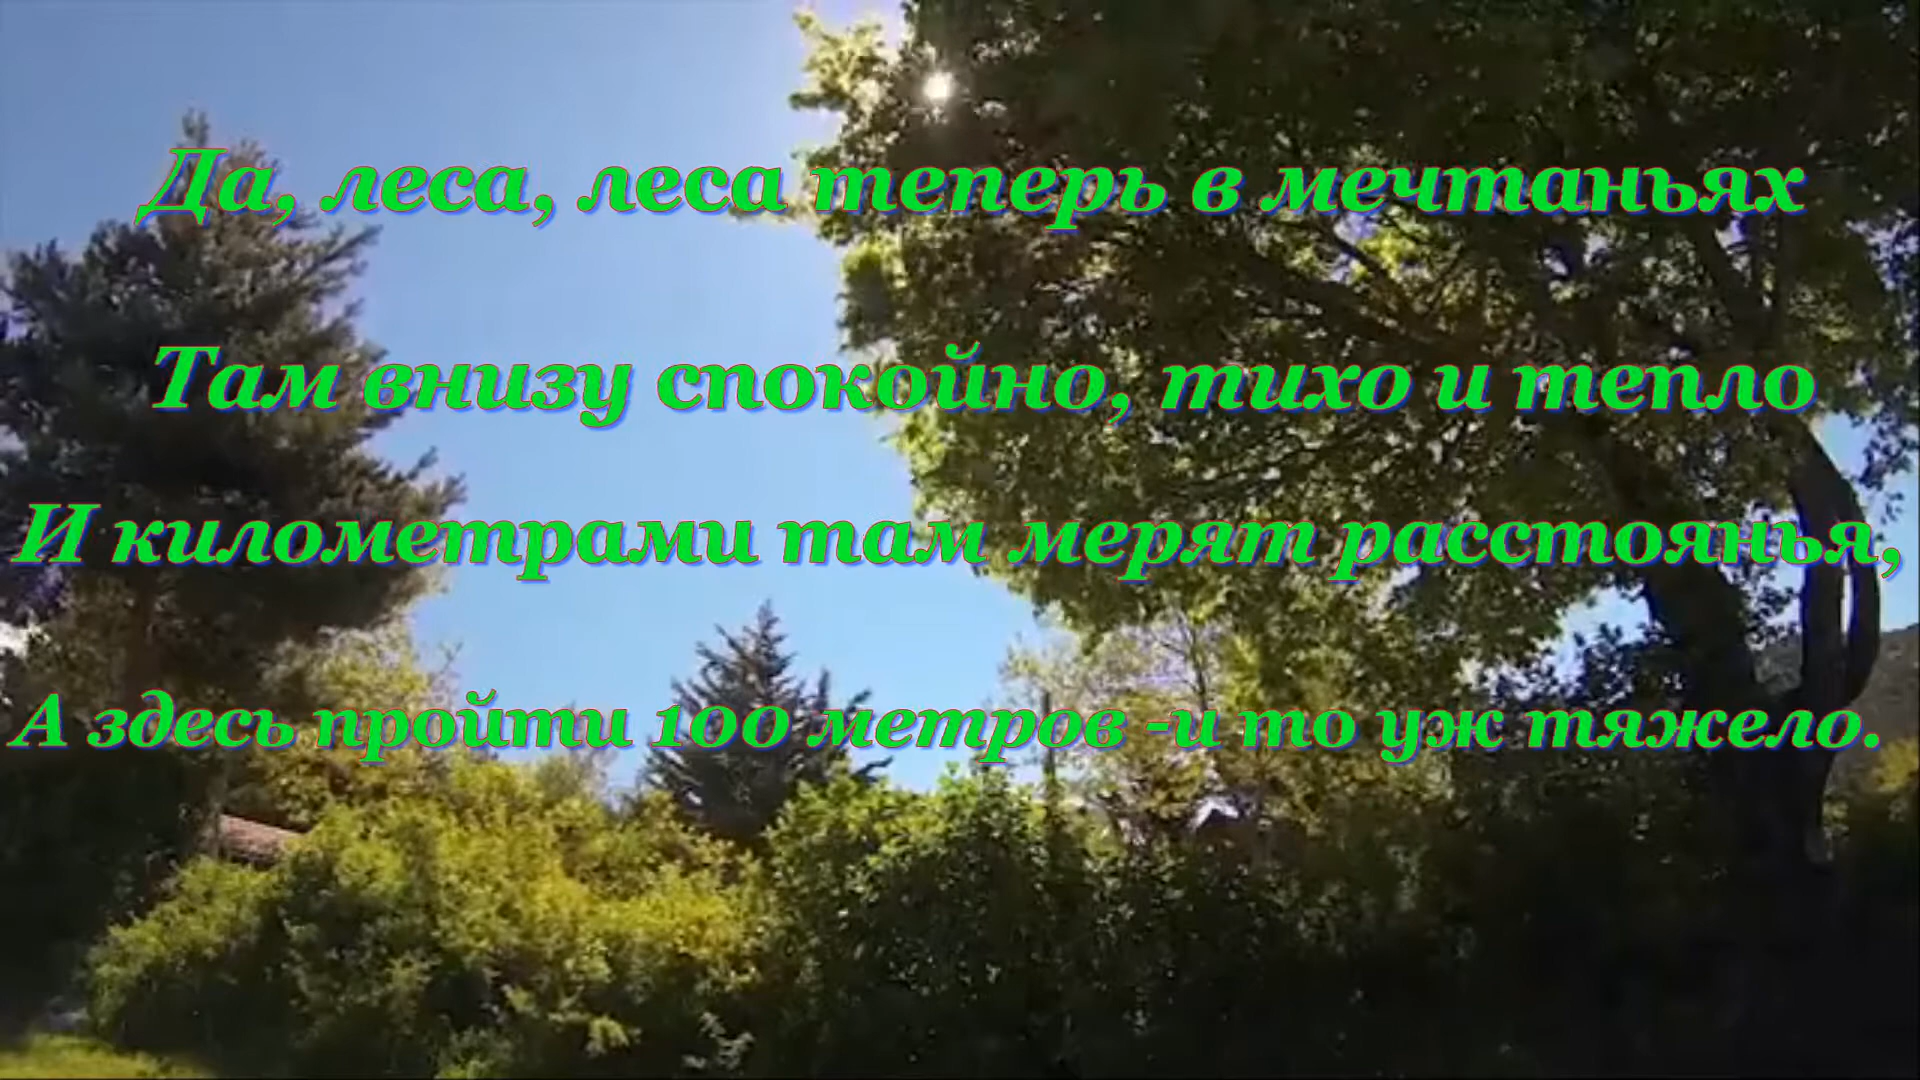 Да, леса, леса теперь в мечтаньях
Там внизу спокойно, тихо и тепло
И километрами там мерят расстоянья,
А здесь пройти 100 метров -и то уж тяжело.